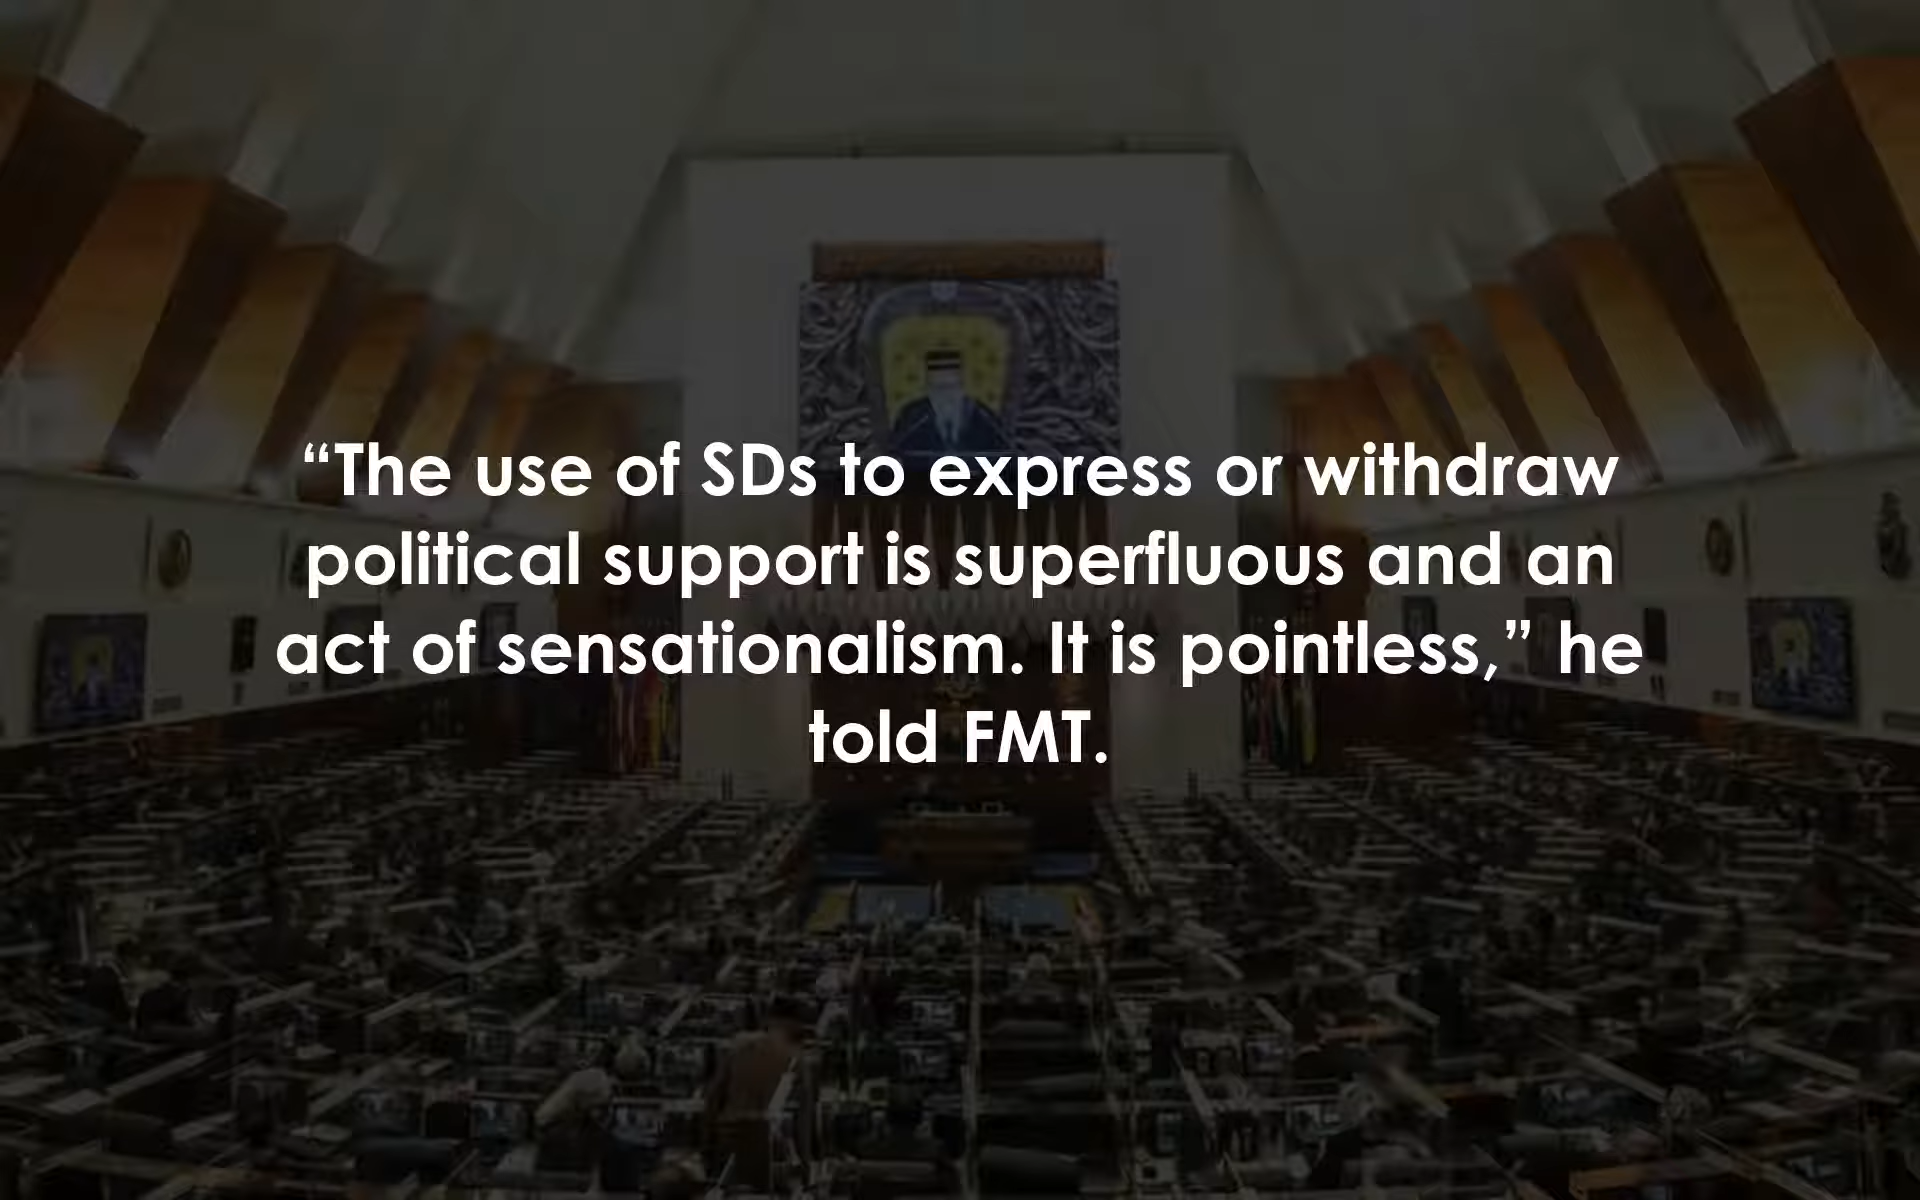 “The use of SDs to express or withdraw
political support is superfluous and an
act of sensationalism. It is pointless,” he
told FMT.